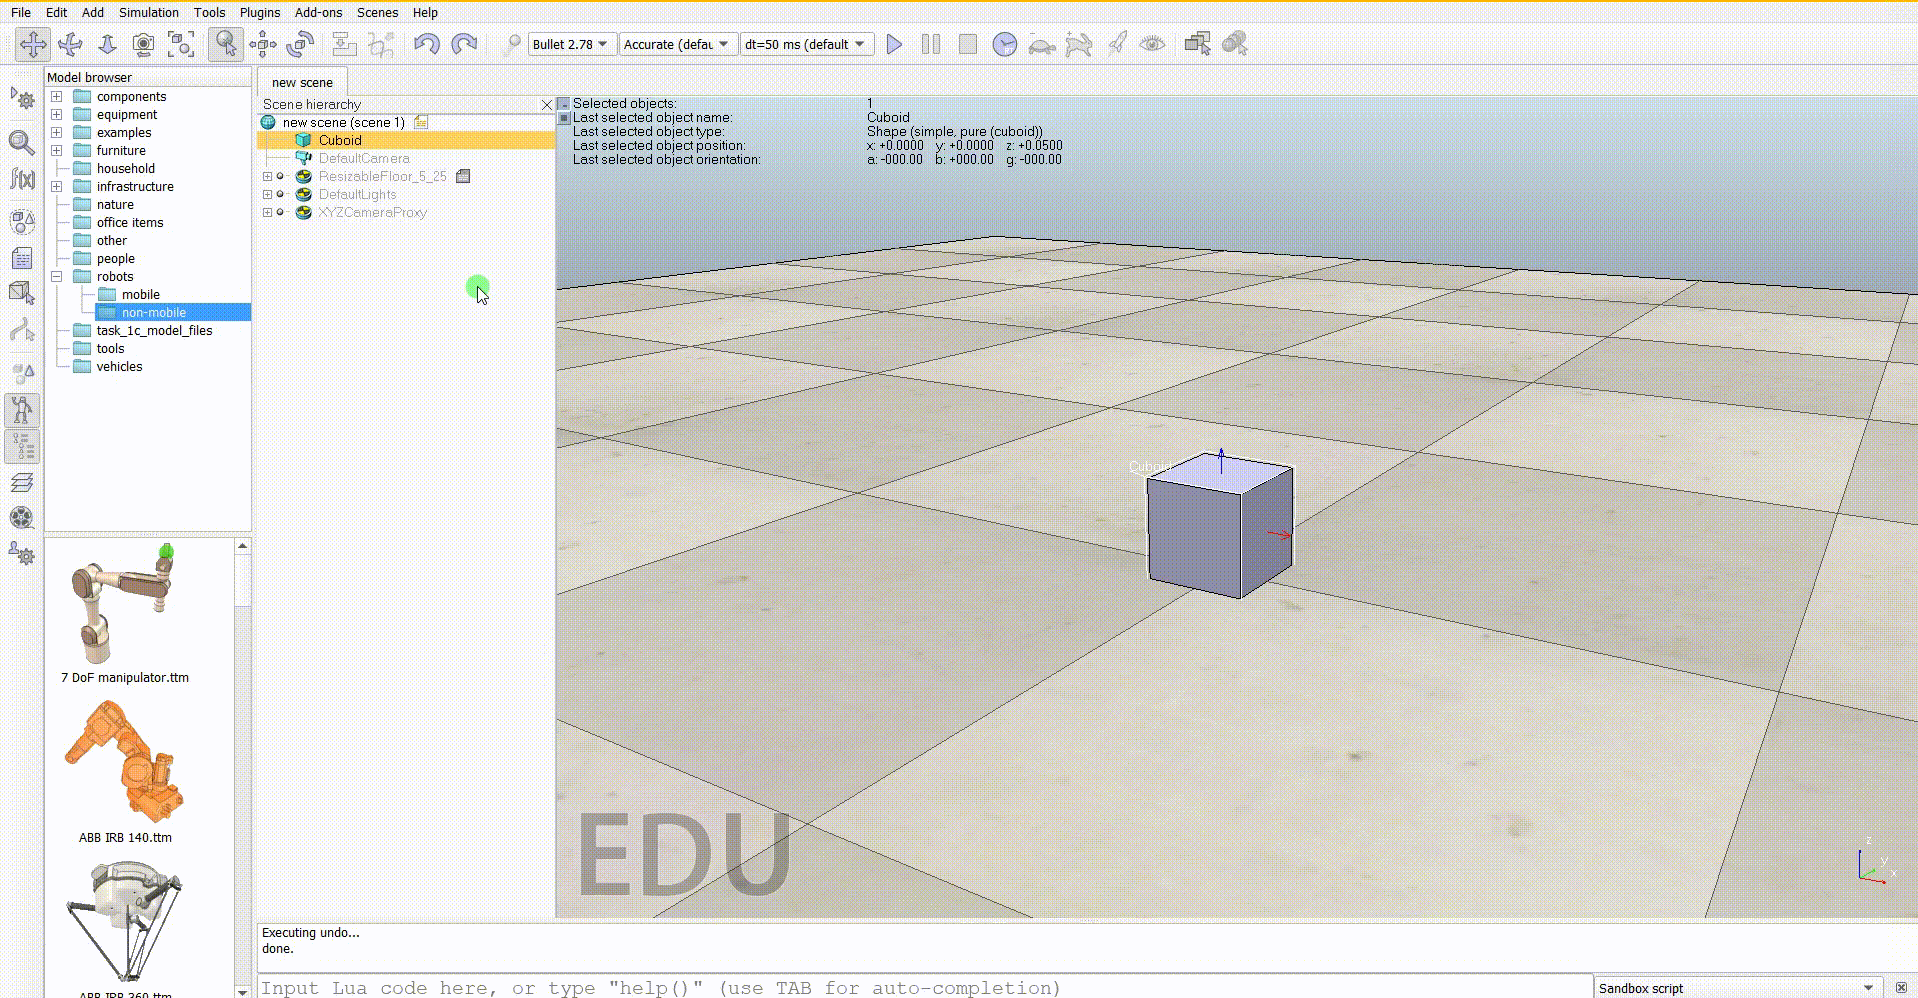 File Edit Add Simulation Tools Plugins Add-ons Scenes Help
Bullet 2.78 Accurate (defau dt=50 ms (default
Model browser
components
equipment
examples
furniture
household
infrastructure
nature
office items
other
people
robots
mobile
non-mobile
task_1c_model_files
tools
vehicles
7 DoF manipulator.ttm
ABB IRB 140.ttm
ABB IRB 360.ttm
new scene
Scene hierarchy
new scene (scene 1)
Cuboid
DefaultCamera
ResizableFloor_5_25
DefaultLights
XYZCameraProxy
Selected objects: 1
Last selected object name: Cuboid
Last selected object type: Shape (simple, pure (cuboid))
Last selected object position: x: +0.0000 y: +0.0000 z: +0.0500
Last selected object orientation: a: -000.00 b: +000.00 g: -000.00
Cuboid
EDU
z
y
x
Executing undo...
done.
Input Lua code here, or type "help()" (use TAB for auto-completion)
Sandbox script